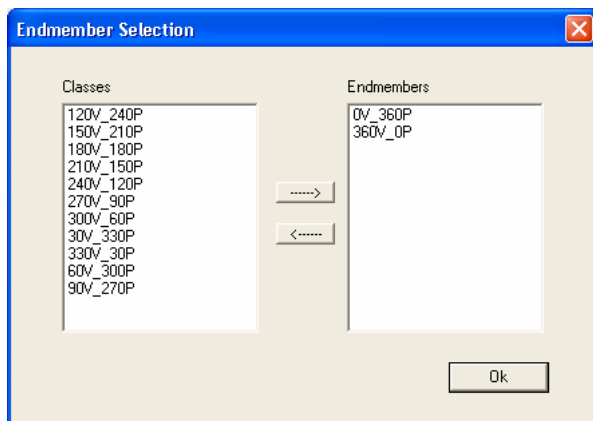 Endmember Selection
Classes
120V_240P
150V_210P
180V_180P
210V_150P
240V_120P
270V_90P
300V_60P
30V_330P
330V_30P
60V_300P
90V_270P
------>
<------
Endmembers
0V_360P
360V_0P
Ok